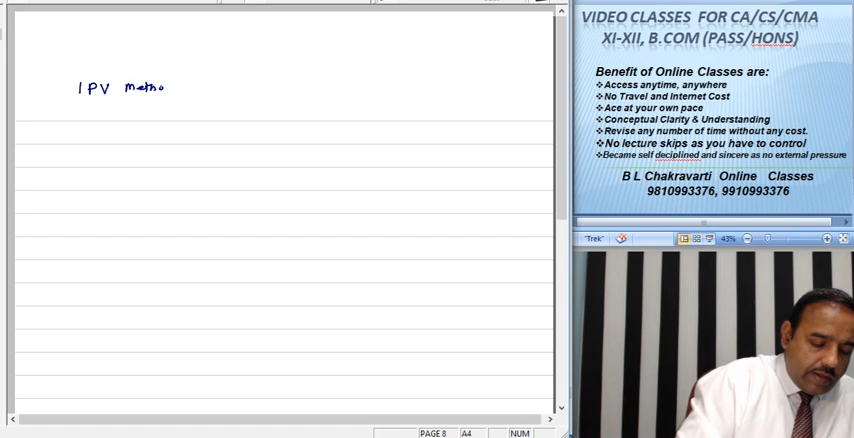 IPV metho
VIDEO CLASSES FOR CA/CS/CMA
XI-XII, B.COM (PASS/HONS)
Benefit of Online Classes are:
❖Access anytime, anywhere
❖No Travel and Internet Cost
❖Ace at your own pace
❖Conceptual Clarity & Understanding
❖Revise any number of time without any cost.
❖No lecture skips as you have to control
❖Became self deciplined and sincere as no external pressure
B L Chakravarti Online Classes
9810993376, 9910993376
"Trek" 43%
PAGE 8 A4 NUM